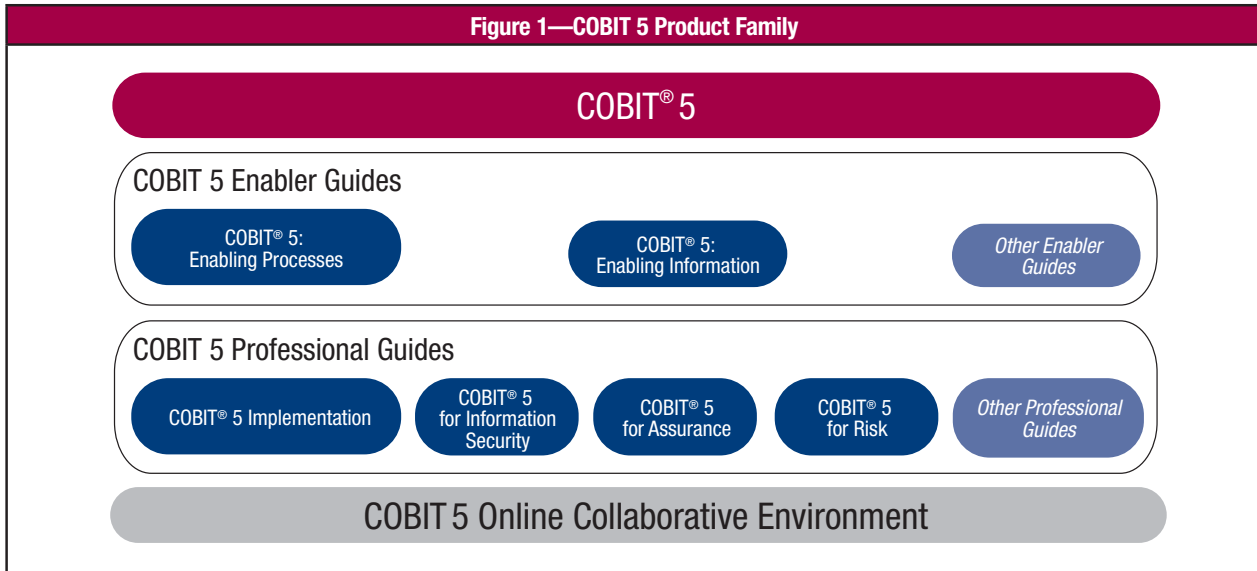 Figure 1—COBIT 5 Product Family
COBIT® 5
COBIT 5 Enabler Guides
COBIT® 5:
Enabling Processes
COBIT® 5:
Enabling Information
Other Enabler
Guides
COBIT 5 Professional Guides
COBIT® 5 Implementation
COBIT® 5
for Information
Security
COBIT® 5
for Assurance
COBIT® 5
for Risk
Other Professional
Guides
COBIT 5 Online Collaborative Environment